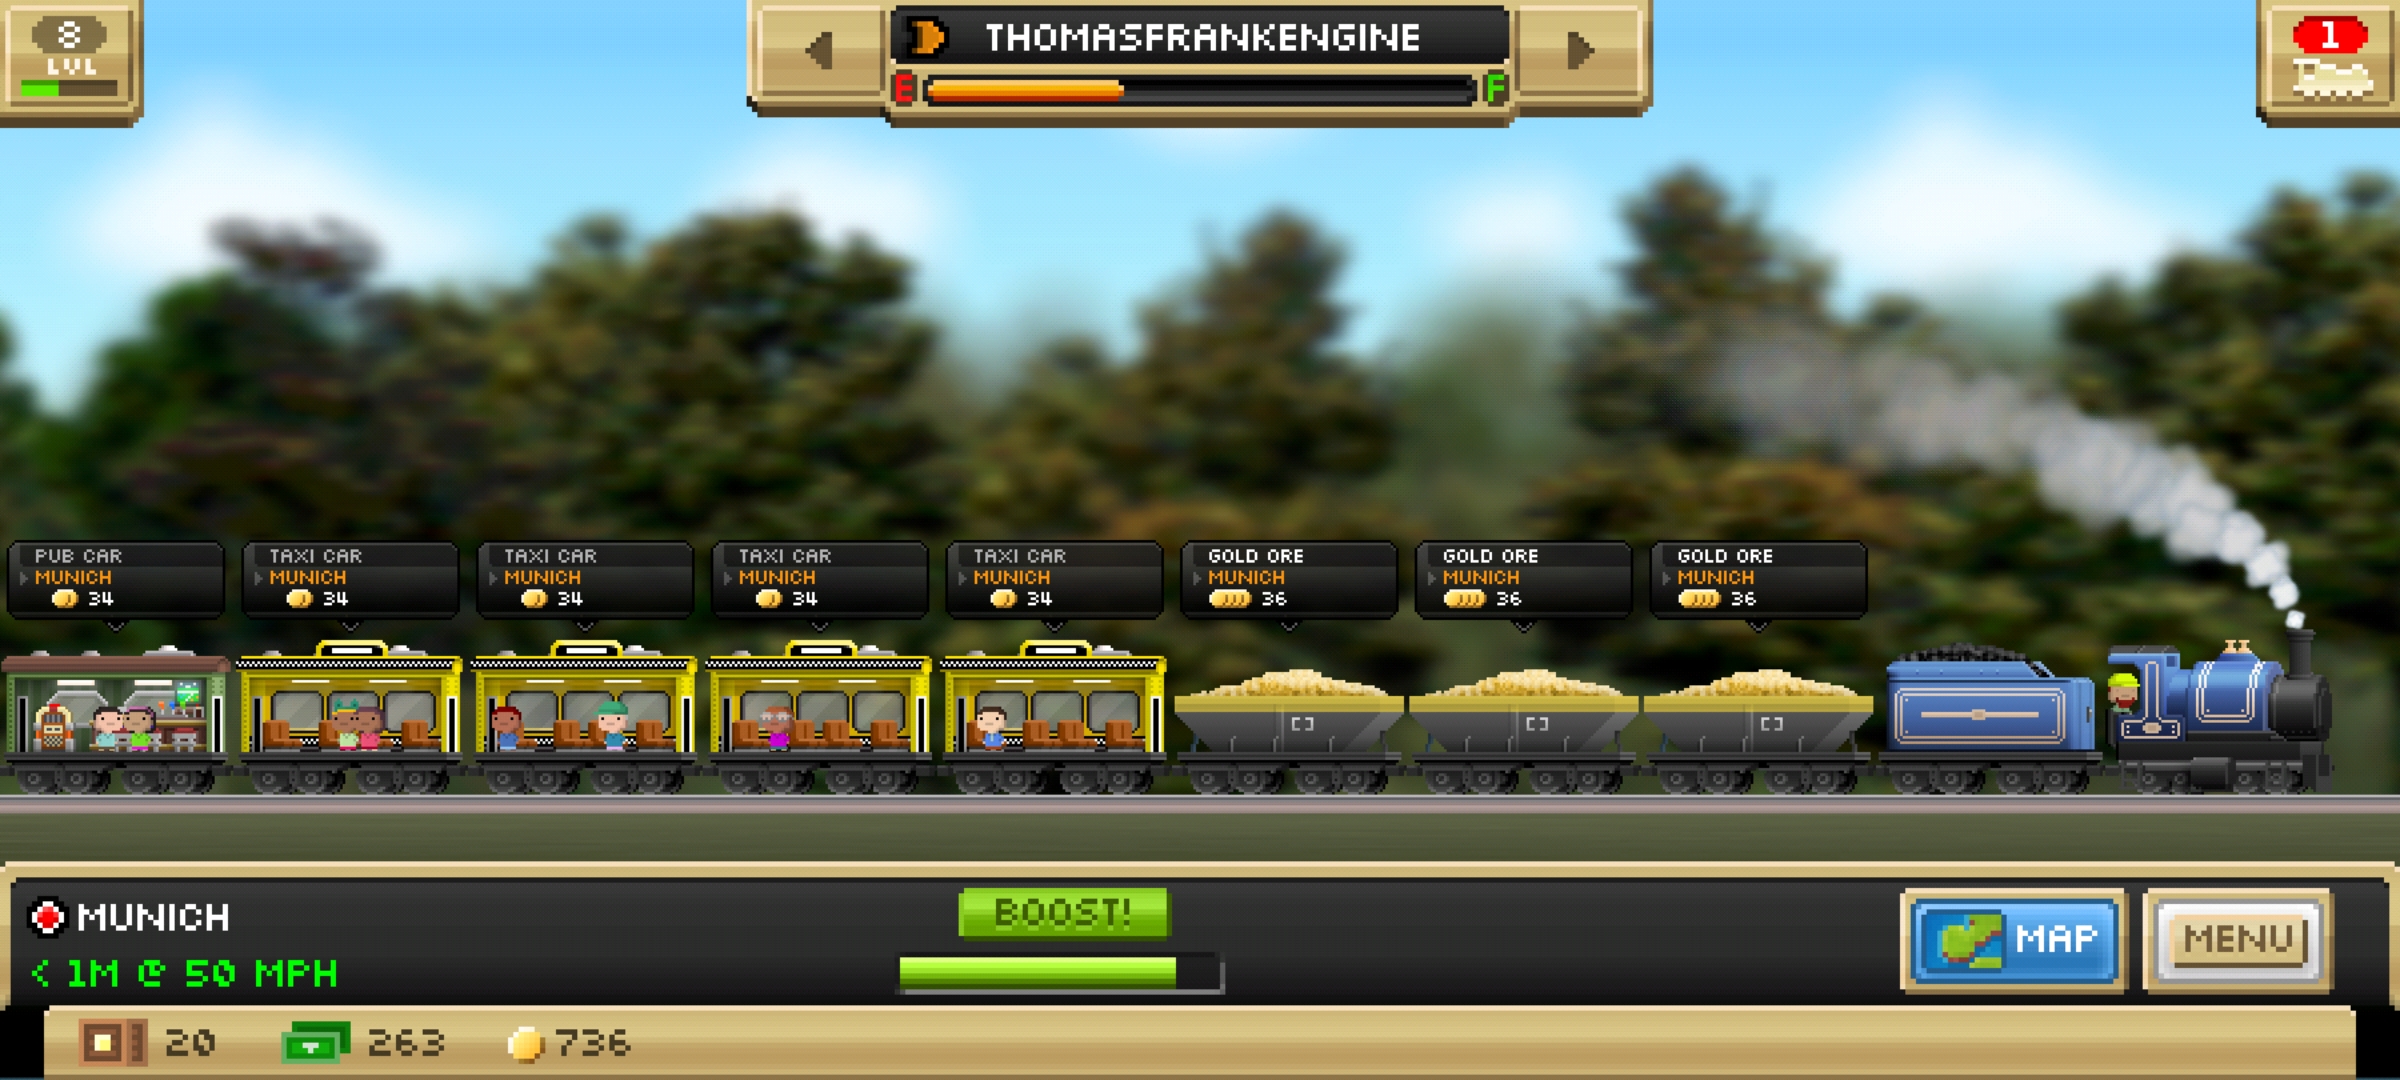 8
LVL
THOMASFRANKENGINE
E F
1
PUB CAR
MUNICH
34
TAXI CAR
MUNICH
34
TAXI CAR
MUNICH
34
TAXI CAR
MUNICH
34
TAXI CAR
MUNICH
34
GOLD ORE
MUNICH
36
GOLD ORE
MUNICH
36
GOLD ORE
MUNICH
36
MUNICH
< 1M @ 50 MPH
BOOST!
MAP
MENU
20
263
736